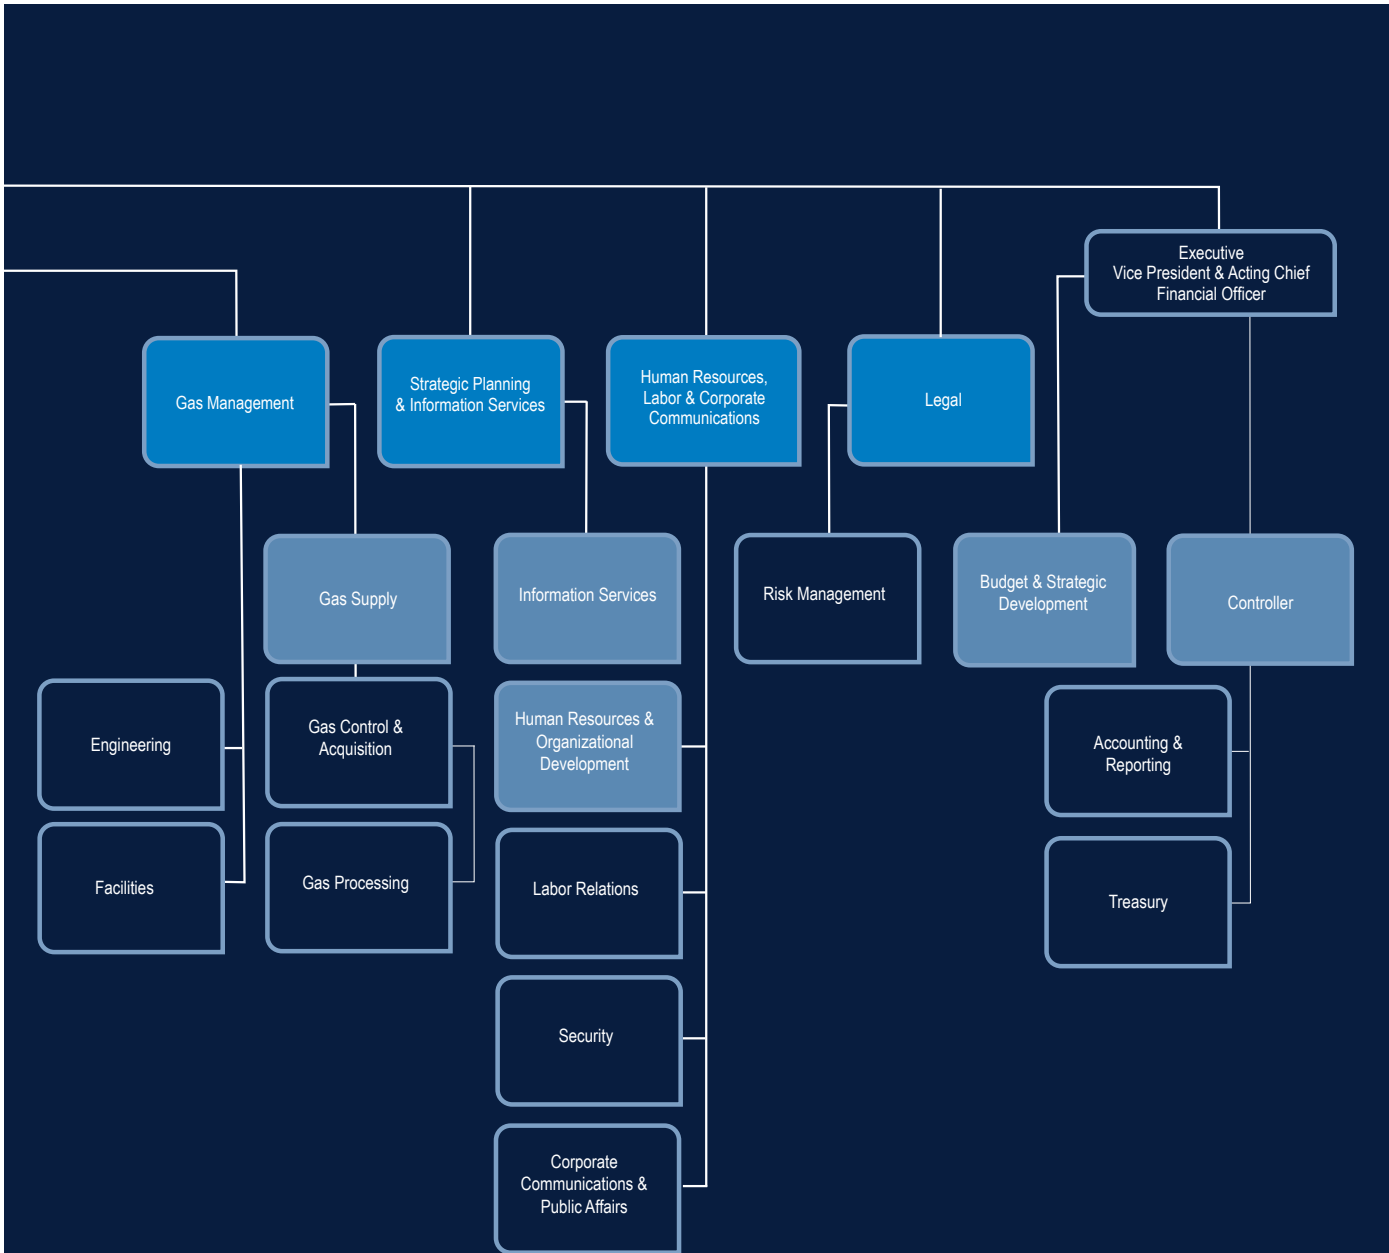 Executive
Vice President & Acting Chief
Financial Officer
Gas Management
Strategic Planning
& Information Services
Human Resources,
Labor & Corporate
Communications
Legal
Gas Supply
Information Services
Risk Management
Budget & Strategic
Development
Controller
Engineering
Gas Control &
Acquisition
Human Resources &
Organizational
Development
Accounting &
Reporting
Facilities
Gas Processing
Labor Relations
Treasury
Security
Corporate
Communications &
Public Affairs